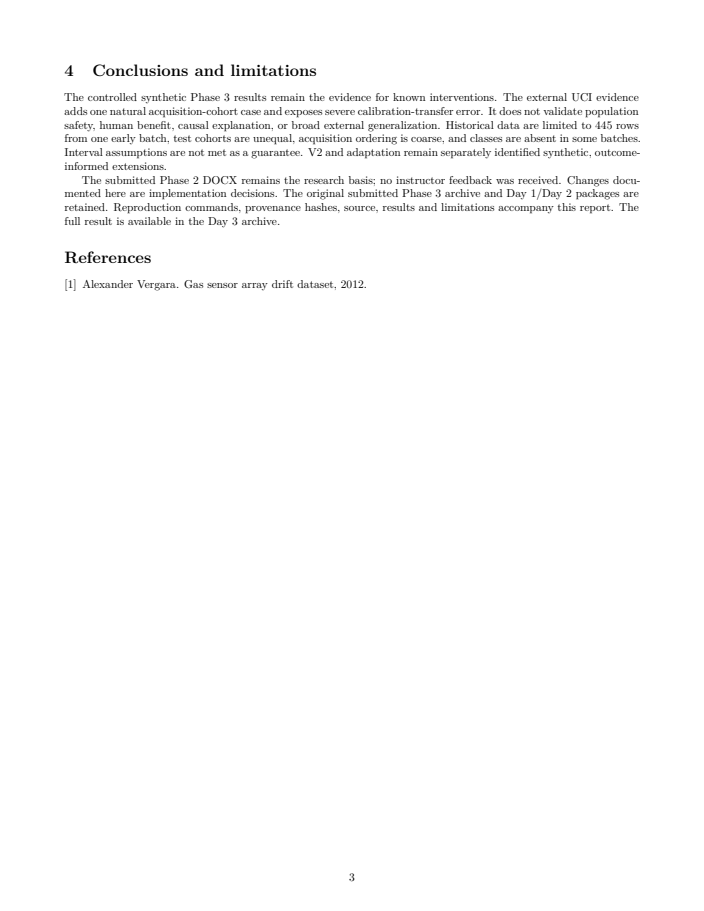 4 Conclusions and limitations
The controlled synthetic Phase 3 results remain the evidence for known interventions. The external UCI evidence
adds one natural acquisition-cohort case and exposes severe calibration-transfer error. It does not validate population
safety, human benefit, causal explanation, or broad external generalization. Historical data are limited to 445 rows
from one early batch, test cohorts are unequal, acquisition ordering is coarse, and classes are absent in some batches.
Interval assumptions are not met as a guarantee. V2 and adaptation remain separately identified synthetic, outcome-
informed extensions.
The submitted Phase 2 DOCX remains the research basis; no instructor feedback was received. Changes docu-
mented here are implementation decisions. The original submitted Phase 3 archive and Day 1/Day 2 packages are
retained. Reproduction commands, provenance hashes, source, results and limitations accompany this report. The
full result is available in the Day 3 archive.
References
[1] Alexander Vergara. Gas sensor array drift dataset, 2012.
3